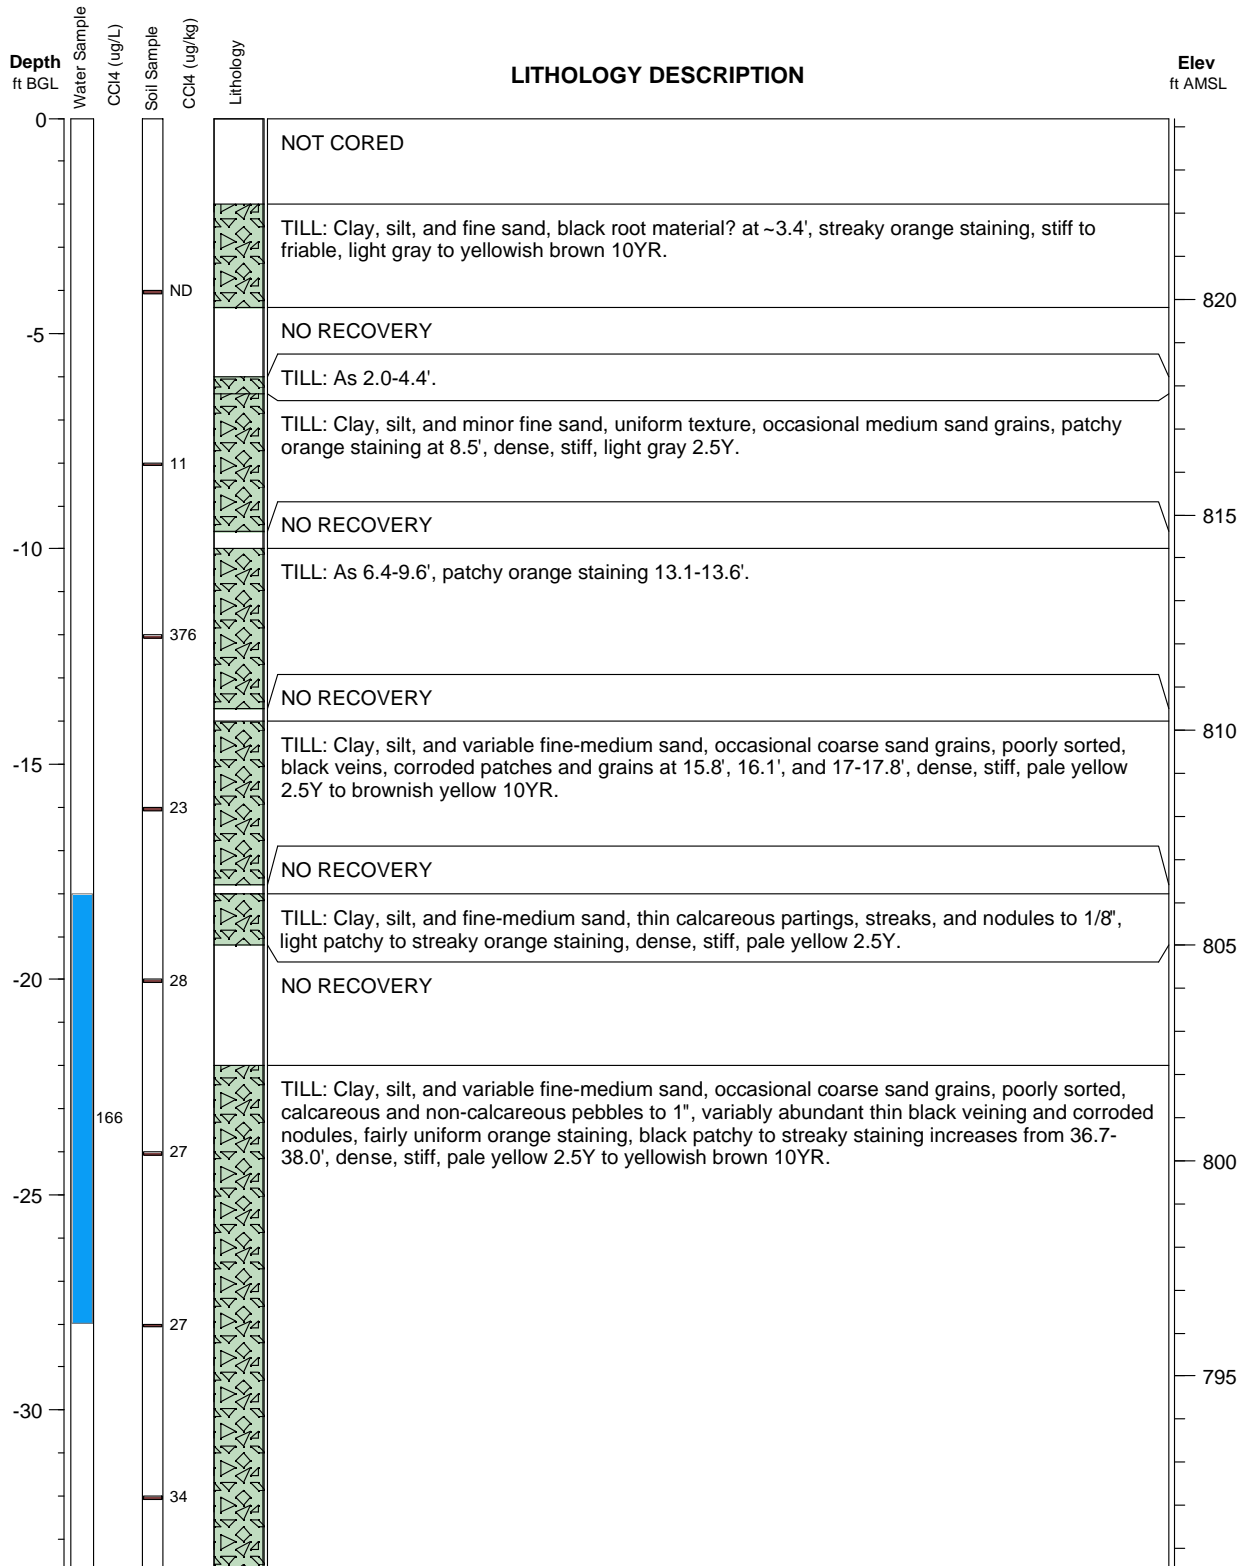 Depth
ft BGL
Water Sample
CCl4 (ug/L)
Soil Sample
CCl4 (ug/kg)
Lithology
LITHOLOGY DESCRIPTION
Elev
ft AMSL
0
NOT CORED
TILL: Clay, silt, and fine sand, black root material? at ~3.4', streaky orange staining, stiff to
friable, light gray to yellowish brown 10YR.
ND
820
-5
NO RECOVERY
TILL: As 2.0-4.4'.
TILL: Clay, silt, and minor fine sand, uniform texture, occasional medium sand grains, patchy
orange staining at 8.5', dense, stiff, light gray 2.5Y.
11
NO RECOVERY
815
-10
TILL: As 6.4-9.6', patchy orange staining 13.1-13.6'.
376
NO RECOVERY
810
TILL: Clay, silt, and variable fine-medium sand, occasional coarse sand grains, poorly sorted,
black veins, corroded patches and grains at 15.8', 16.1', and 17-17.8', dense, stiff, pale yellow
2.5Y to brownish yellow 10YR.
-15
23
NO RECOVERY
TILL: Clay, silt, and fine-medium sand, thin calcareous partings, streaks, and nodules to 1/8",
light patchy to streaky orange staining, dense, stiff, pale yellow 2.5Y.
805
-20
28
NO RECOVERY
TILL: Clay, silt, and variable fine-medium sand, occasional coarse sand grains, poorly sorted,
calcareous and non-calcareous pebbles to 1", variably abundant thin black veining and corroded
nodules, fairly uniform orange staining, black patchy to streaky staining increases from 36.7-
38.0', dense, stiff, pale yellow 2.5Y to yellowish brown 10YR.
166
27
800
-25
27
795
-30
34